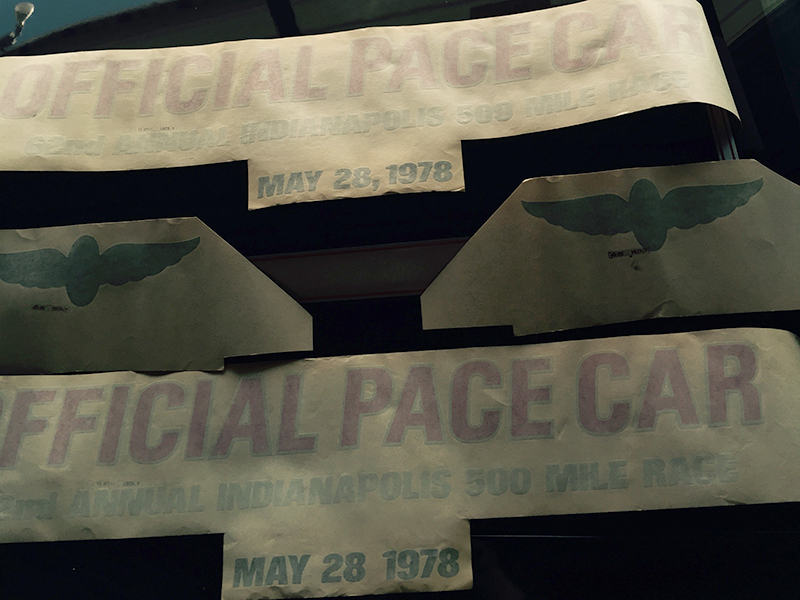 OFFICIAL PACE CAR
62nd ANNUAL INDIANAPOLIS 500 MILE RACE
MAY 28, 1978
OFFICIAL PACE CAR
2nd ANNUAL INDIANAPOLIS 500 MILE RACE
MAY 28 1978